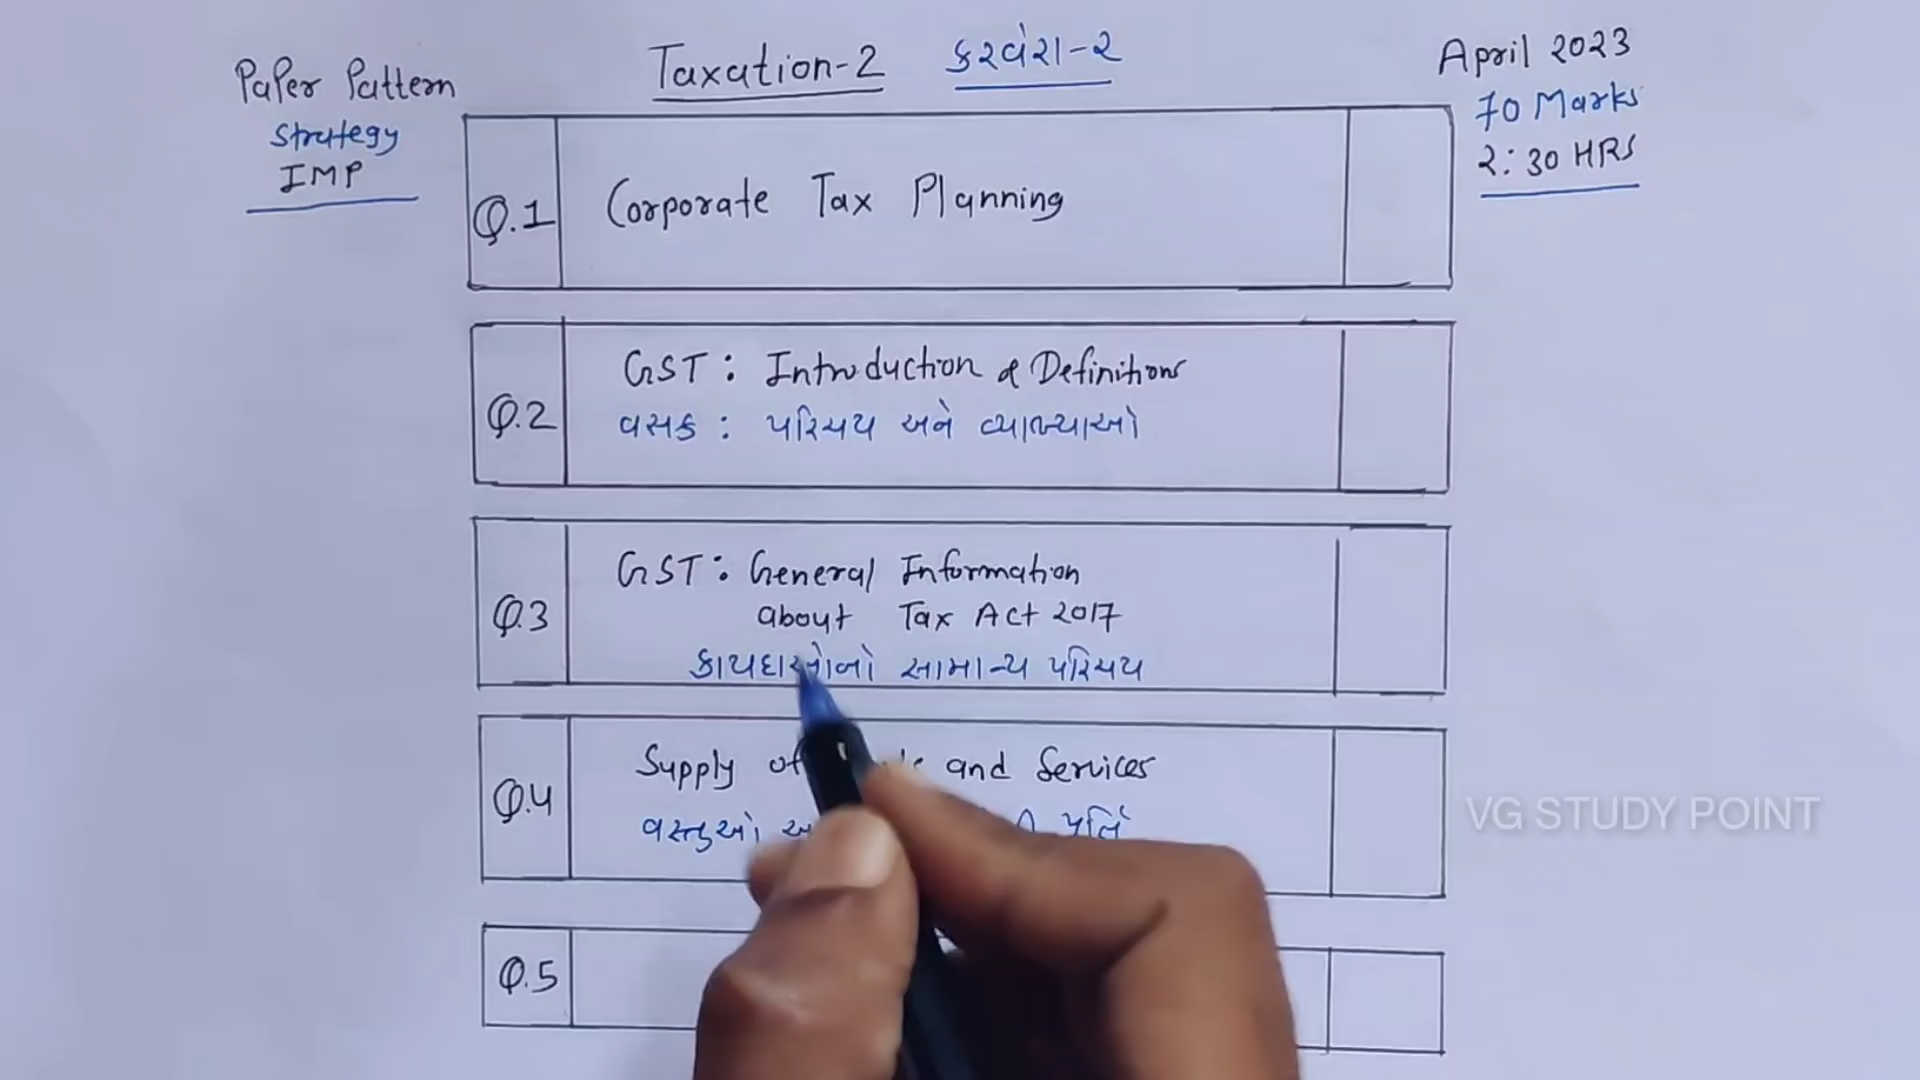 Paper Pattern
Strategy
IMP
Taxation-2 કરવેરા-૨
April 2023
70 Marks
2:30 HRS
Q.1 Corporate Tax Planning
Q.2 GST: Introduction & Definitions
વસક : પરિચય અને વ્યાખ્યાઓ
Q.3 GST: General Information
about Tax Act 2017
કાયદાઓનો સામાન્ય પરિચય
Q.4 Supply of and Services
વસ્તુઓ પૂર્તિ
Q.5
VG STUDY POINT